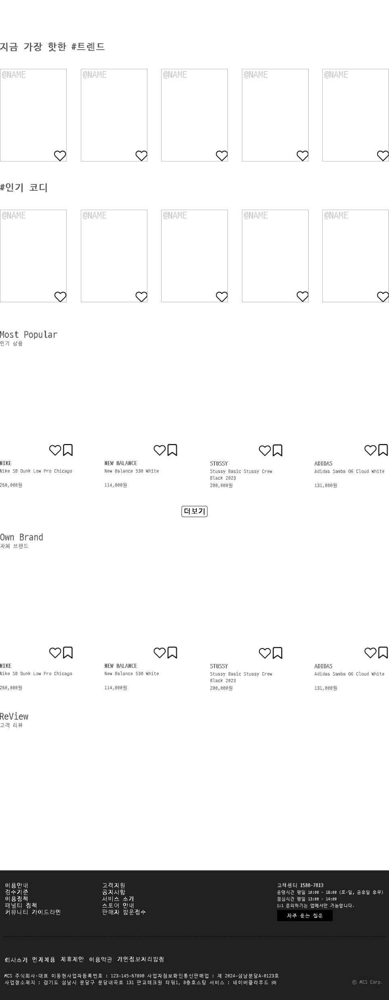 지금 가장 핫한 #트렌드
@NAME @NAME @NAME @NAME @NAME
#인기 코디
@NAME @NAME @NAME @NAME @NAME
Most Popular
인기 상품
NIKE
Nike SB Dunk Low Pro Chicago
260,000원
NEW BALANCE
New Balance 530 White
114,000원
STUSSY
Stussy Basic Stussy Crew
Black 2023
200,000원
ADIDAS
Adidas Samba OG Cloud White
131,000원
더보기
Own Brand
자체 브랜드
NIKE
Nike SB Dunk Low Pro Chicago
260,000원
NEW BALANCE
New Balance 530 White
114,000원
STUSSY
Stussy Basic Stussy Crew
Black 2023
200,000원
ADIDAS
Adidas Samba OG Cloud White
131,000원
ReView
고객 리뷰
이용안내
검수기준
이용정책
패널티 정책
커뮤니티 가이드라인
고객지원
공지사항
서비스 소개
스토어 안내
판매자 방문접수
고객센터 1588-7813
운영시간 평일 10:00 - 18:00 (토·일, 공휴일 휴무)
점심시간 평일 13:00 - 14:00
1:1 문의하기는 앱에서만 가능합니다.
자주 묻는 질문
회사소개 인재채용 제휴제안 이용약관 개인정보처리방침
MCS 주식회사·대표 이동현사업자등록번호 : 123-145-67890 사업자정보확인통신판매업 : 제 2024-성남분당A-0123호
사업장소재지 : 경기도 성남시 분당구 분당내곡로 131 판교테크원 타워1, 8층호스팅 서비스 : 네이버클라우드 ㈜
© MCS Corp.